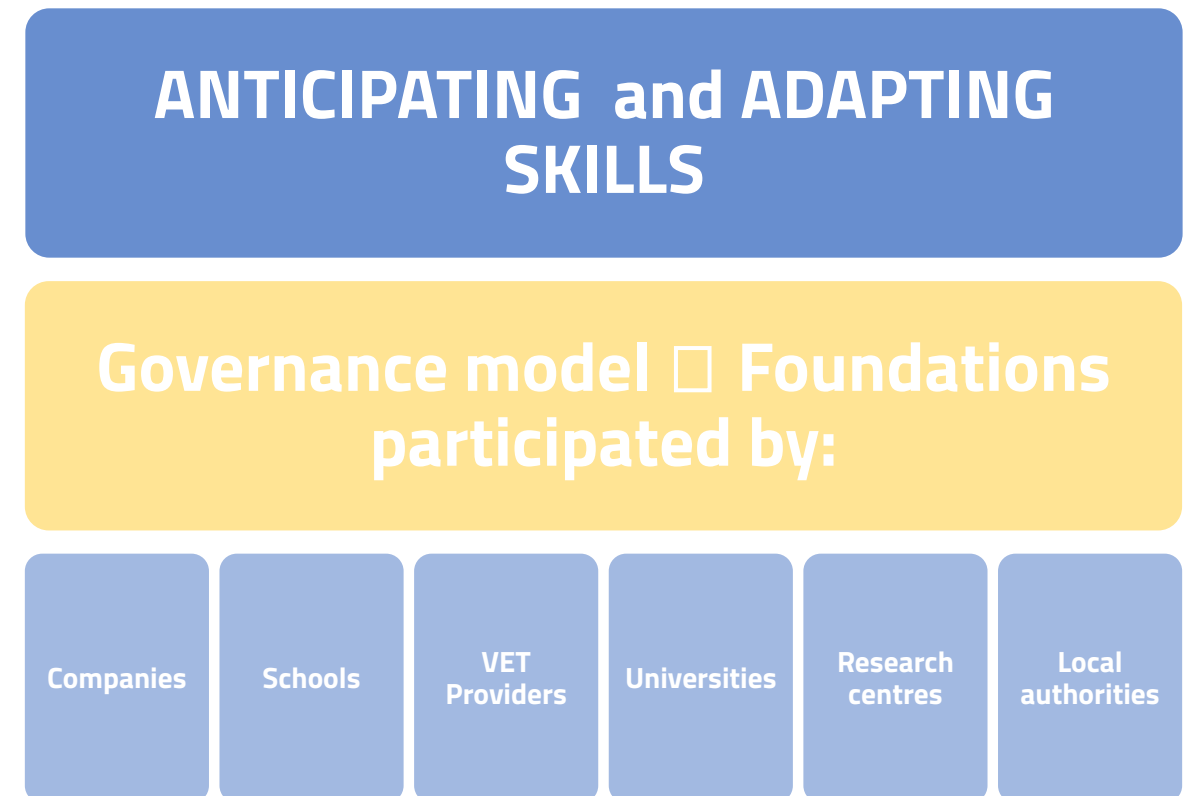 ANTICIPATING and ADAPTING
SKILLS
Governance model □ Foundations
participated by:
Companies
Schools
VET
Providers
Universities
Research
centres
Local
authorities